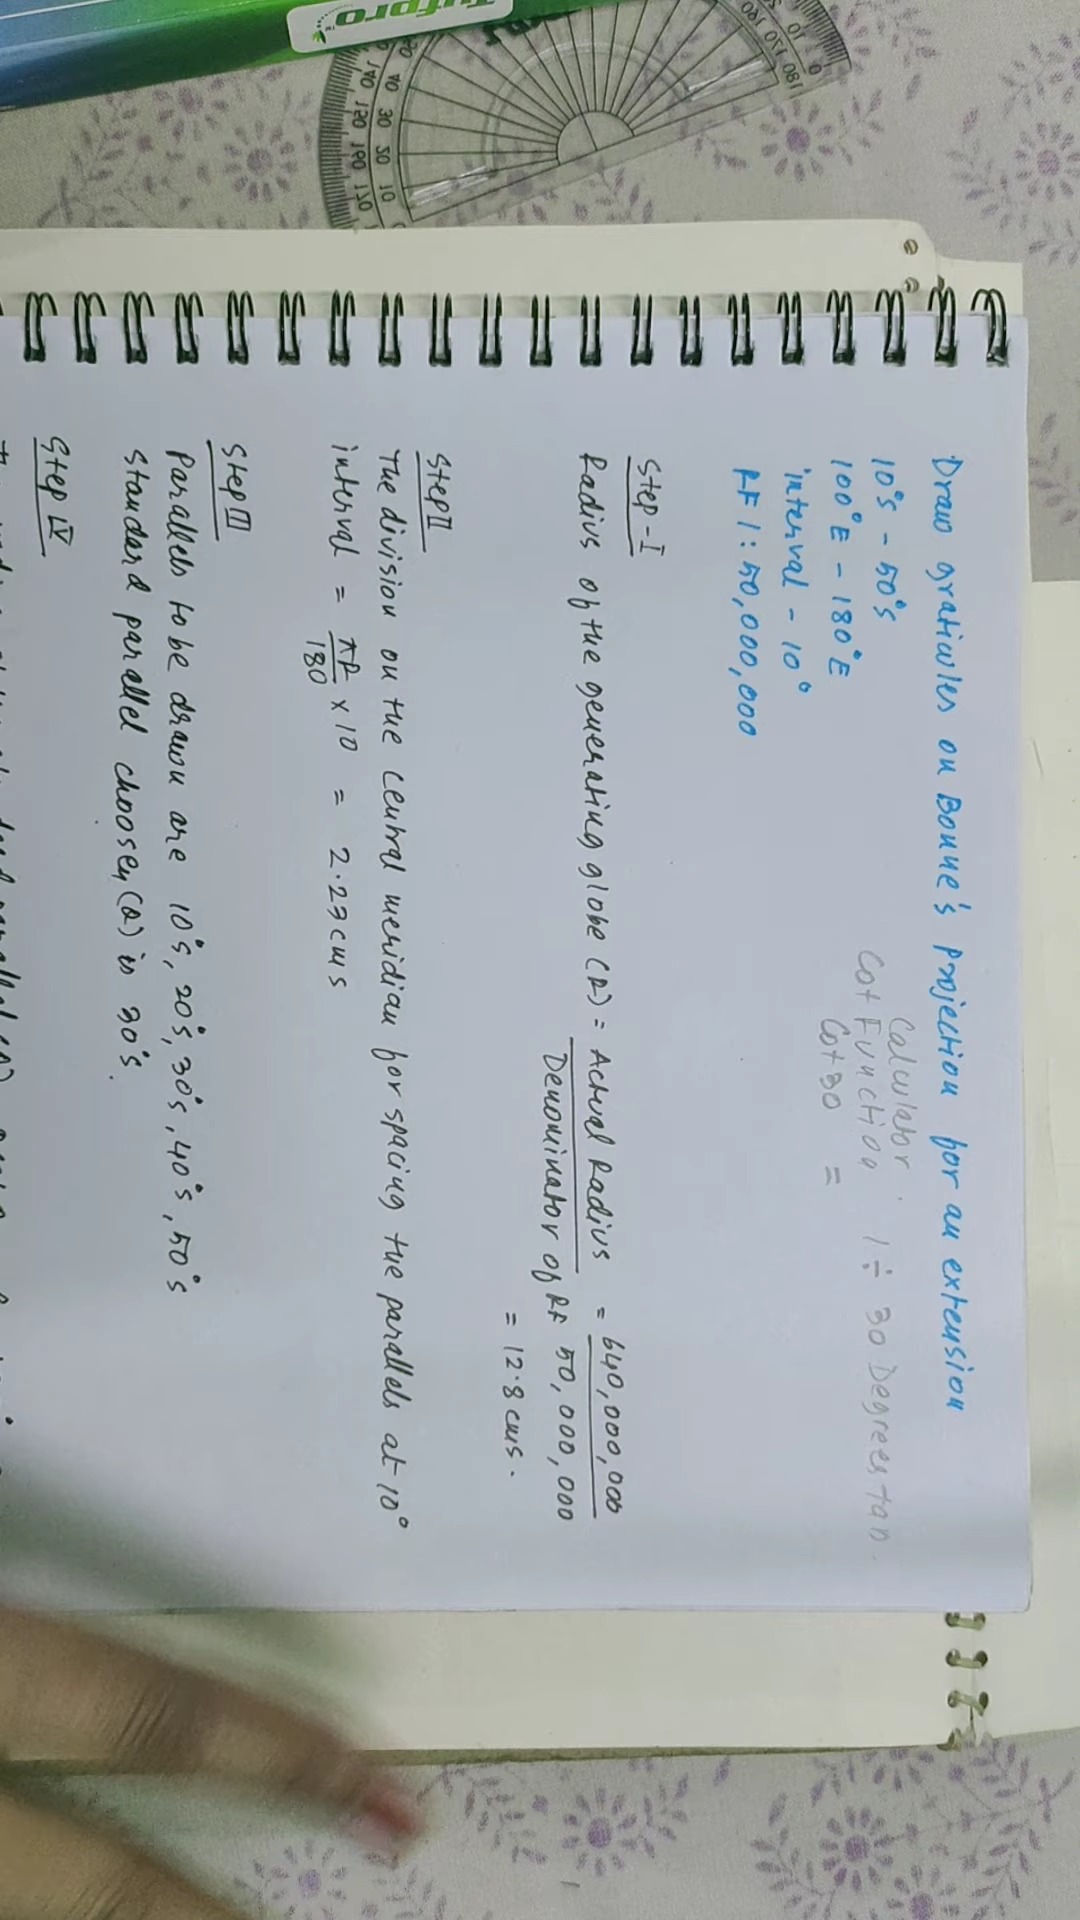 Tufpro
Draw graticules on Bonne's projection for an extension
10°S - 50°S
100°E - 180°E
interval - 10°
RF 1: 50,000,000
Calculator
Cot Function 1 ÷ 30 Degrees tan.
Cot 30 =
Step - I
Radius of the generating globe (R) = Actual Radius = 640,000,000
Denominator of RF 50,000,000
= 12.8 cms.
Step II
The division on the central meridian for spacing the parallels at 10°
interval = πR/180 × 10 = 2.23 cms
Step III
Parallels to be drawn are 10°S, 20°S, 30°S, 40°S, 50°S
Standard parallel choosen (Q) is 30°S.
Step IV